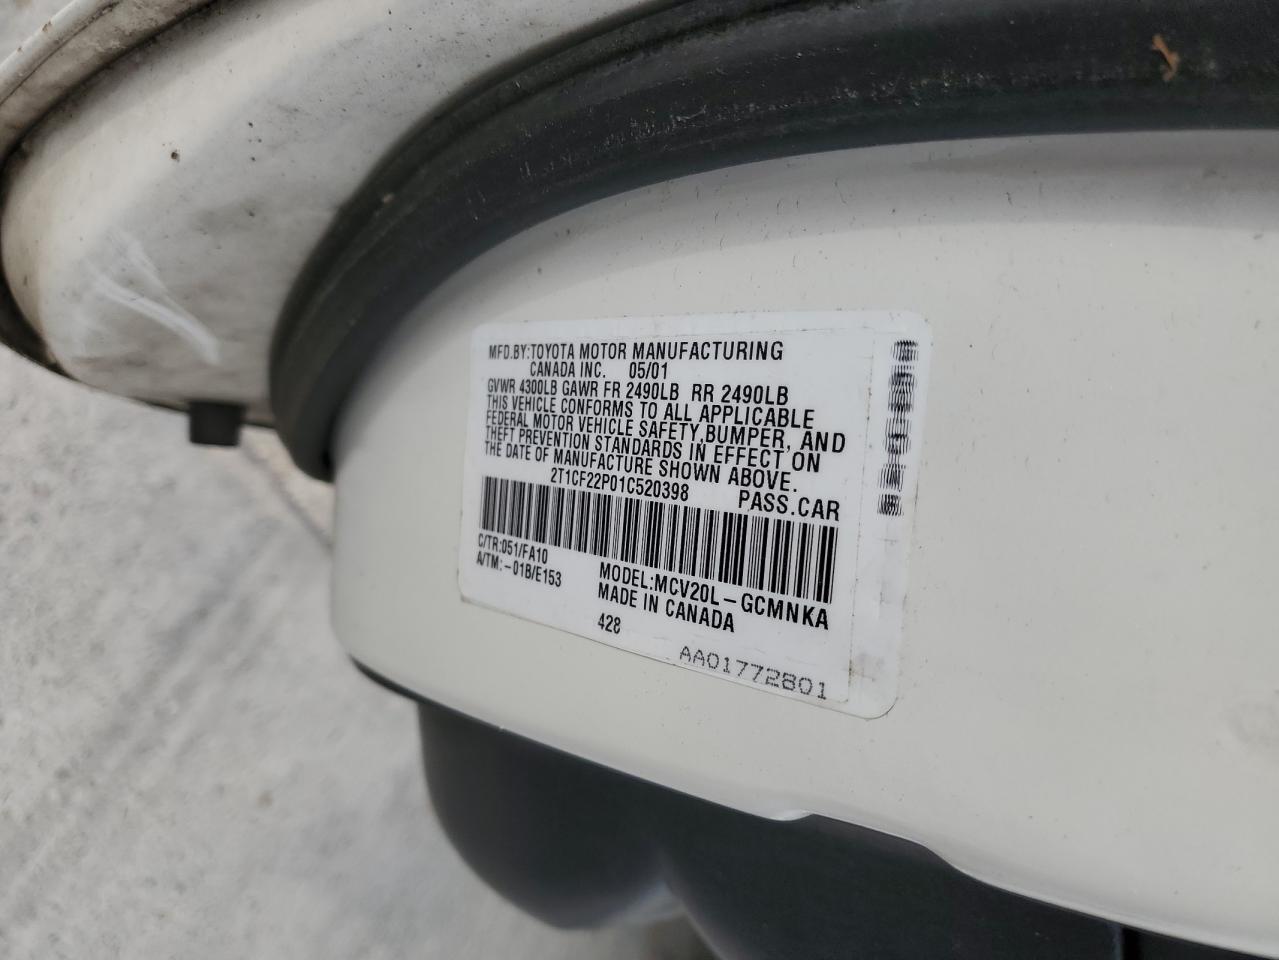 MFD.BY:TOYOTA MOTOR MANUFACTURING
CANADA INC. 05/01
GVWR 4300LB GAWR FR 2490LB RR 2490LB
THIS VEHICLE CONFORMS TO ALL APPLICABLE
FEDERAL MOTOR VEHICLE SAFETY,BUMPER, AND
THEFT PREVENTION STANDARDS IN EFFECT ON
THE DATE OF MANUFACTURE SHOWN ABOVE.
2T1CF22P01C520398 PASS.CAR
C/TR:051/FA10
A/TM:-01B/E153
MODEL:MCV20L-GCMNKA
MADE IN CANADA
428
AA01772801